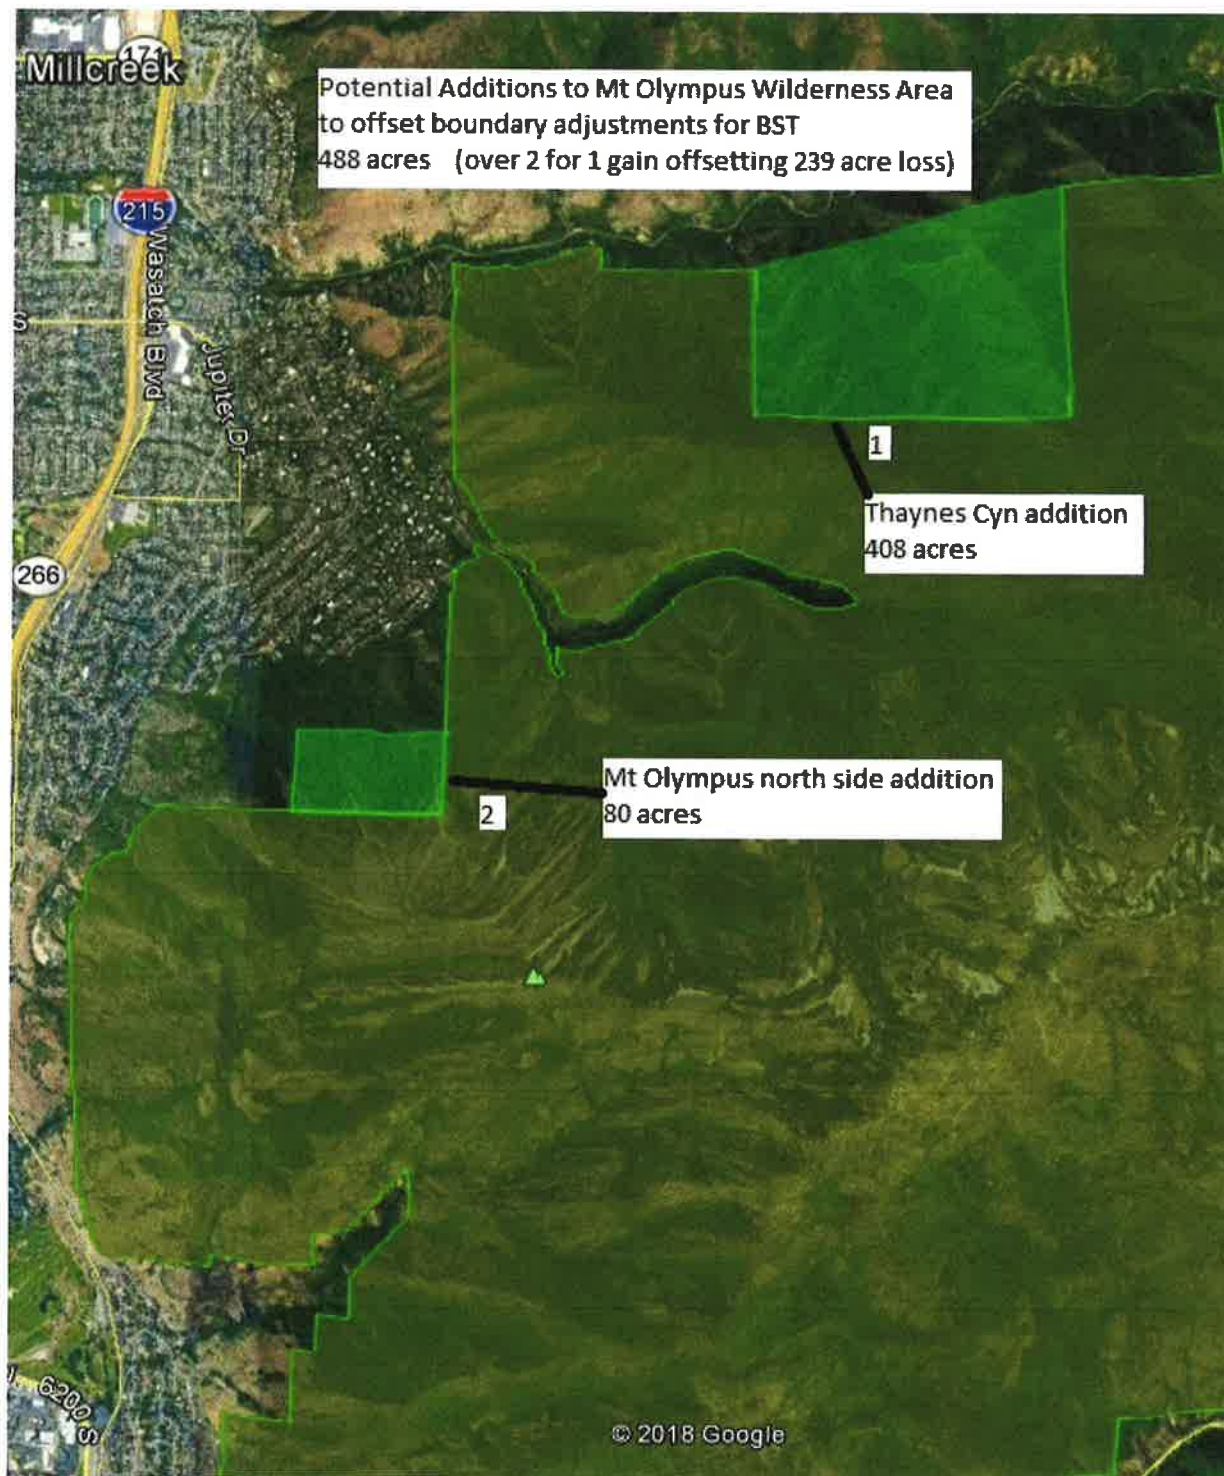 Millcreek
171
Potential Additions to Mt Olympus Wilderness Area
to offset boundary adjustments for BST
488 acres (over 2 for 1 gain offsetting 239 acre loss)
215
Wasatch Blvd
Jupiter Dr
S
1
Thaynes Cyn addition
408 acres
266
Mt Olympus north side addition
80 acres
2
6200 S
© 2018 Google